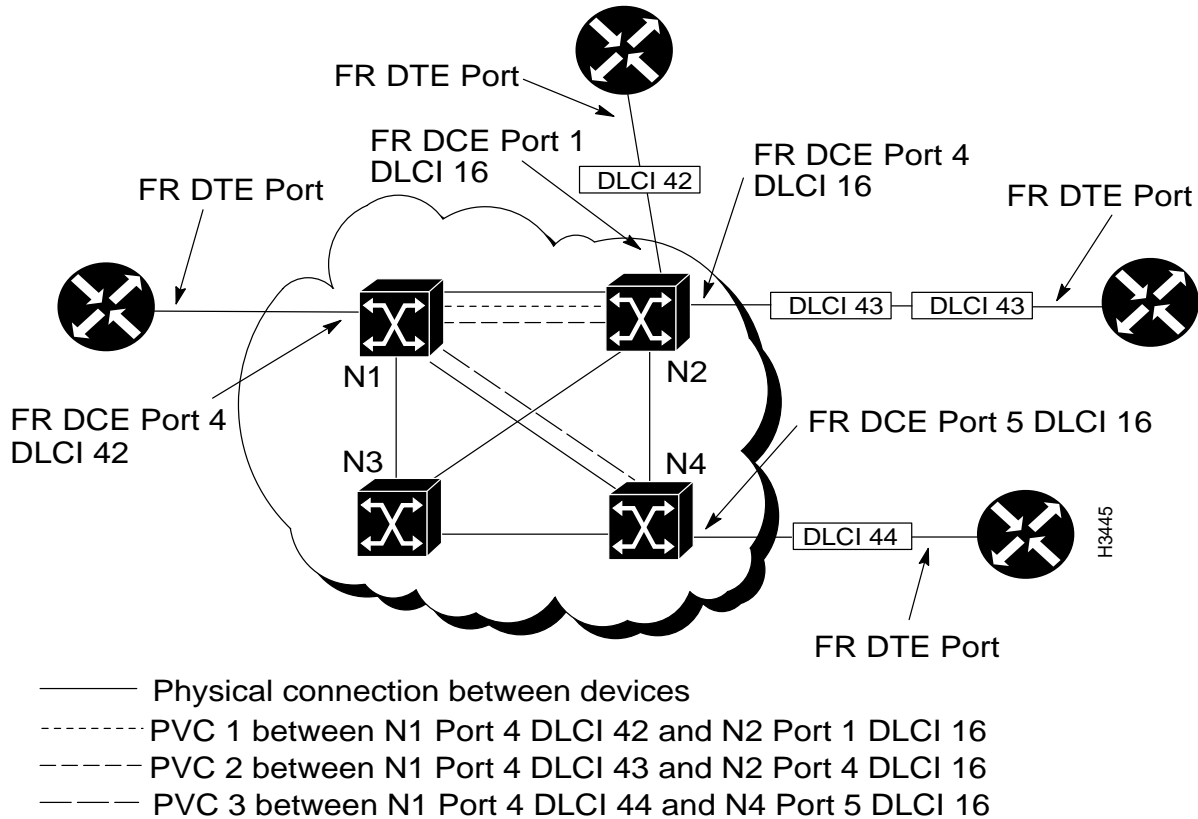 FR DTE Port
FR DCE Port 1
DLCI 16
DLCI 42
FR DCE Port 4
DLCI 16
FR DTE Port
FR DTE Port
DLCI 43
DLCI 43
N1
N2
FR DCE Port 4
DLCI 42
FR DCE Port 5 DLCI 16
N3
N4
DLCI 44
H3445
FR DTE Port
Physical connection between devices
PVC 1 between N1 Port 4 DLCI 42 and N2 Port 1 DLCI 16
PVC 2 between N1 Port 4 DLCI 43 and N2 Port 4 DLCI 16
PVC 3 between N1 Port 4 DLCI 44 and N4 Port 5 DLCI 16